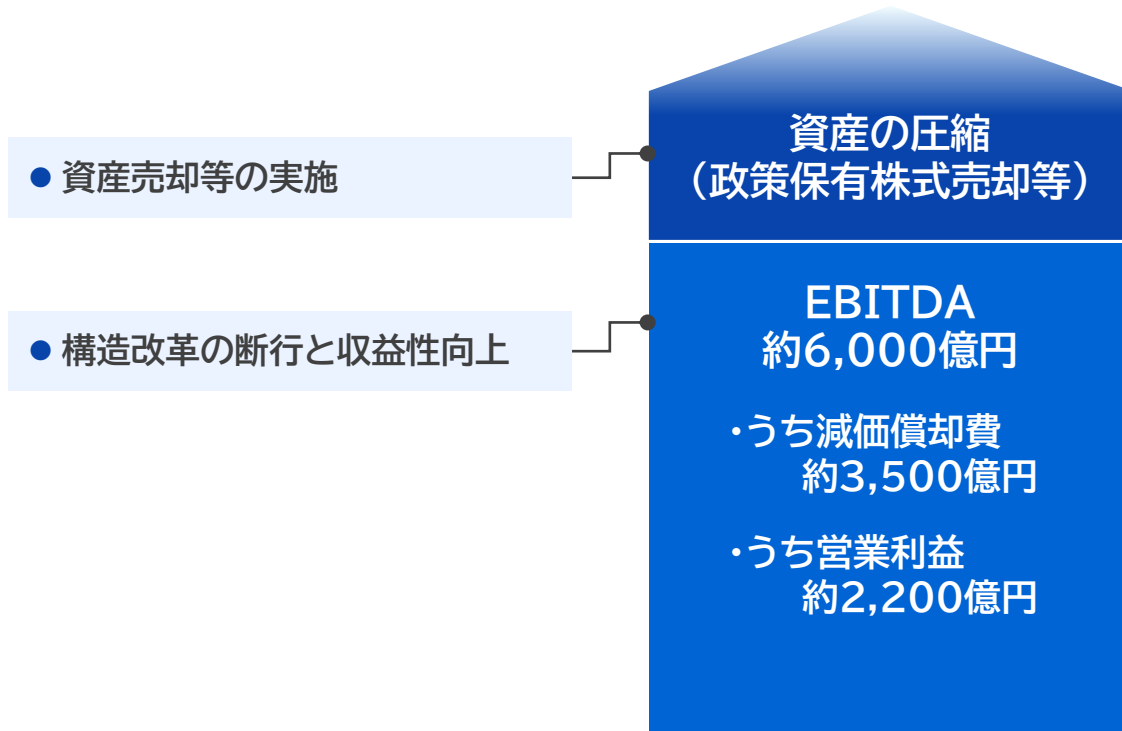 ● 資産売却等の実施
● 構造改革の断行と収益性向上
資産の圧縮
（政策保有株式売却等）
EBITDA
約6,000億円
・うち減価償却費
約3,500億円
・うち営業利益
約2,200億円